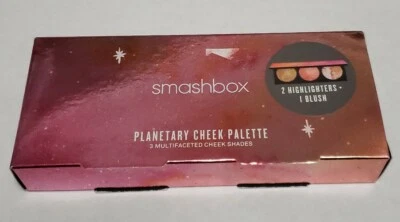 smashbox
2 HIGHLIGHTERS +
1 BLUSH
PLANETARY CHEEK PALETTE
3 MULTIFACETED CHEEK SHADES